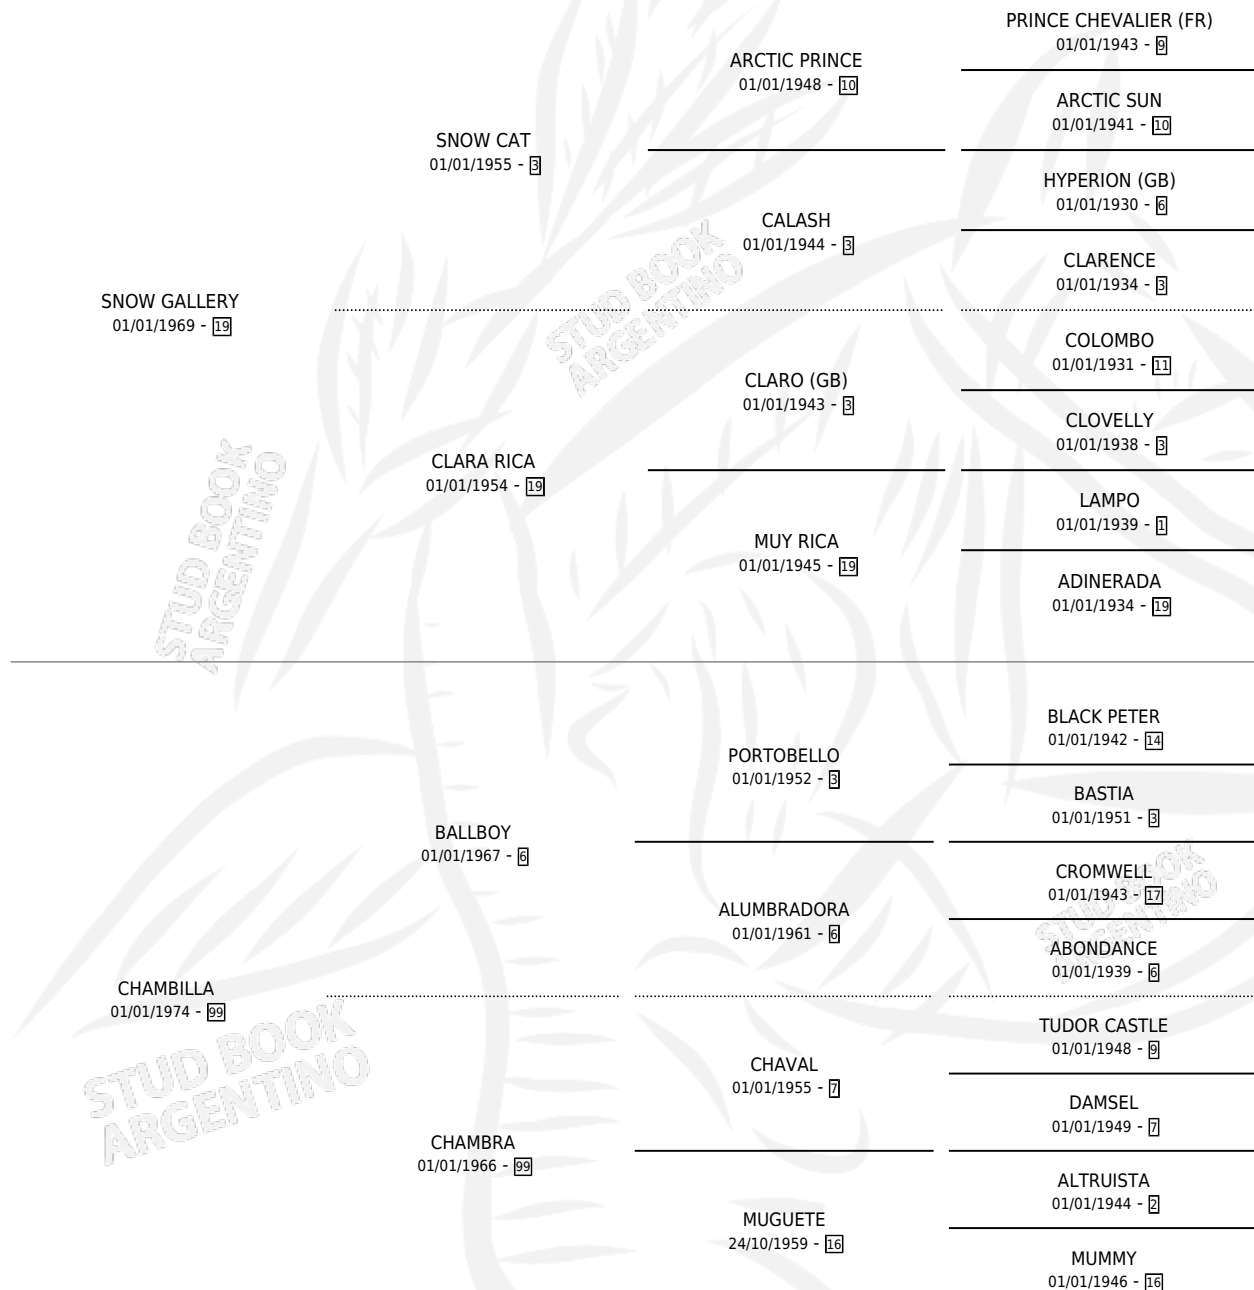 PRINCE CHEVALIER (FR)
01/01/1943 - 9
ARCTIC PRINCE
01/01/1948 - 10
ARCTIC SUN
01/01/1941 - 10
SNOW CAT
01/01/1955 - 3
HYPERION (GB)
01/01/1930 - 6
CALASH
01/01/1944 - 3
CLARENCE
01/01/1934 - 3
STUD BOOK
ARGENTINO
SNOW GALLERY
01/01/1969 - 19
COLOMBO
01/01/1931 - 11
CLARO (GB)
01/01/1943 - 3
CLOVELLY
01/01/1938 - 3
CLARA RICA
01/01/1954 - 19
LAMPO
01/01/1939 - 1
MUY RICA
01/01/1945 - 19
ADINERADA
01/01/1934 - 19
STUD BOOK
ARGENTINO
BLACK PETER
01/01/1942 - 14
PORTOBELLO
01/01/1952 - 3
BASTIA
01/01/1951 - 3
BALLBOY
01/01/1967 - 6
CROMWELL
01/01/1943 - 17
ALUMBRADORA
01/01/1961 - 6
STUD BOOK
ARGENTINO
ABONDANCE
01/01/1939 - 6
CHAMBILLA
01/01/1974 - 99
TUDOR CASTLE
01/01/1948 - 9
CHAVAL
01/01/1955 - 7
STUD BOOK
ARGENTINO
DAMSEL
01/01/1949 - 7
CHAMBRA
01/01/1966 - 99
ALTRUISTA
01/01/1944 - 2
MUGUETE
24/10/1959 - 16
MUMMY
01/01/1946 - 16